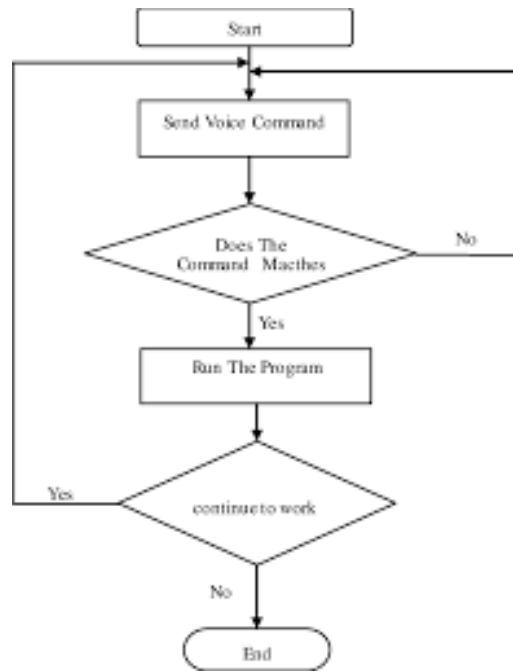 Start
Send Voice Command
Does The
Command Macthes
No
Yes
Run The Program
Yes
continue to work
No
End